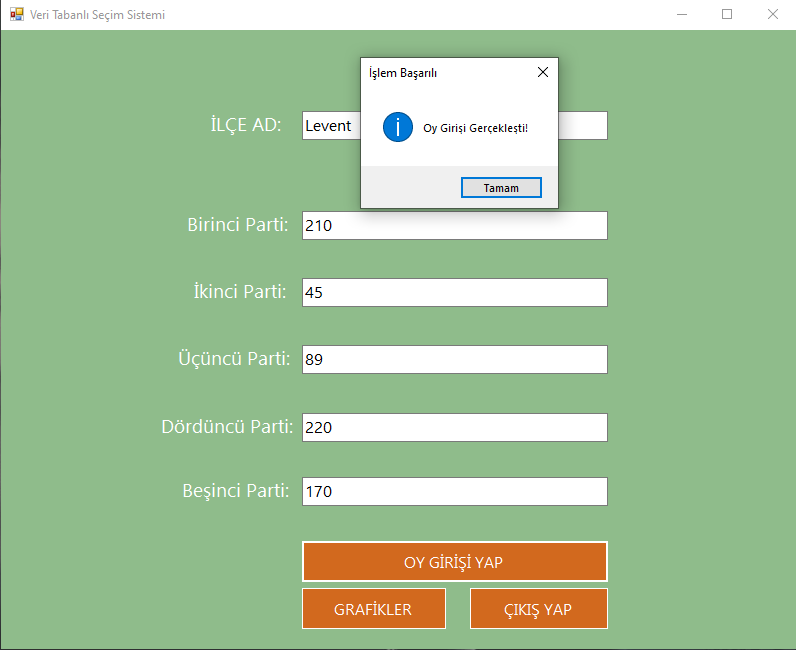 Veri Tabanlı Seçim Sistemi
İşlem Başarılı
Oy Girişi Gerçekleşti!
Tamam
İLÇE AD: Levent
Birinci Parti: 210
İkinci Parti: 45
Üçüncü Parti: 89
Dördüncü Parti: 220
Beşinci Parti: 170
OY GİRİŞİ YAP
GRAFİKLER ÇIKIŞ YAP